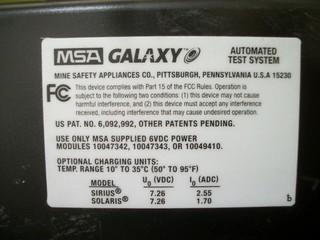 MSA GALAXY AUTOMATED
TEST SYSTEM
MINE SAFETY APPLIANCES CO., PITTSBURGH, PENNSYLVANIA U.S.A 15230
FC This device complies with Part 15 of the FCC Rules. Operation is
subject to the following two conditions: (1) this device may not cause
harmful interference, and (2) this device must accept any interference
received, including interference that may cause undesired operation.
US PAT. NO. 6,092,992, OTHER PATENTS PENDING.
USE ONLY MSA SUPPLIED 6VDC POWER
MODULES 10047342, 10047343, OR 10049410.
OPTIONAL CHARGING UNITS:
TEMP. RANGE 10° TO 35°C (50° TO 95°F)
MODEL U0 (VDC) I0 (ADC)
SIRIUS® 7.26 2.55
SOLARIS® 7.26 1.70
b